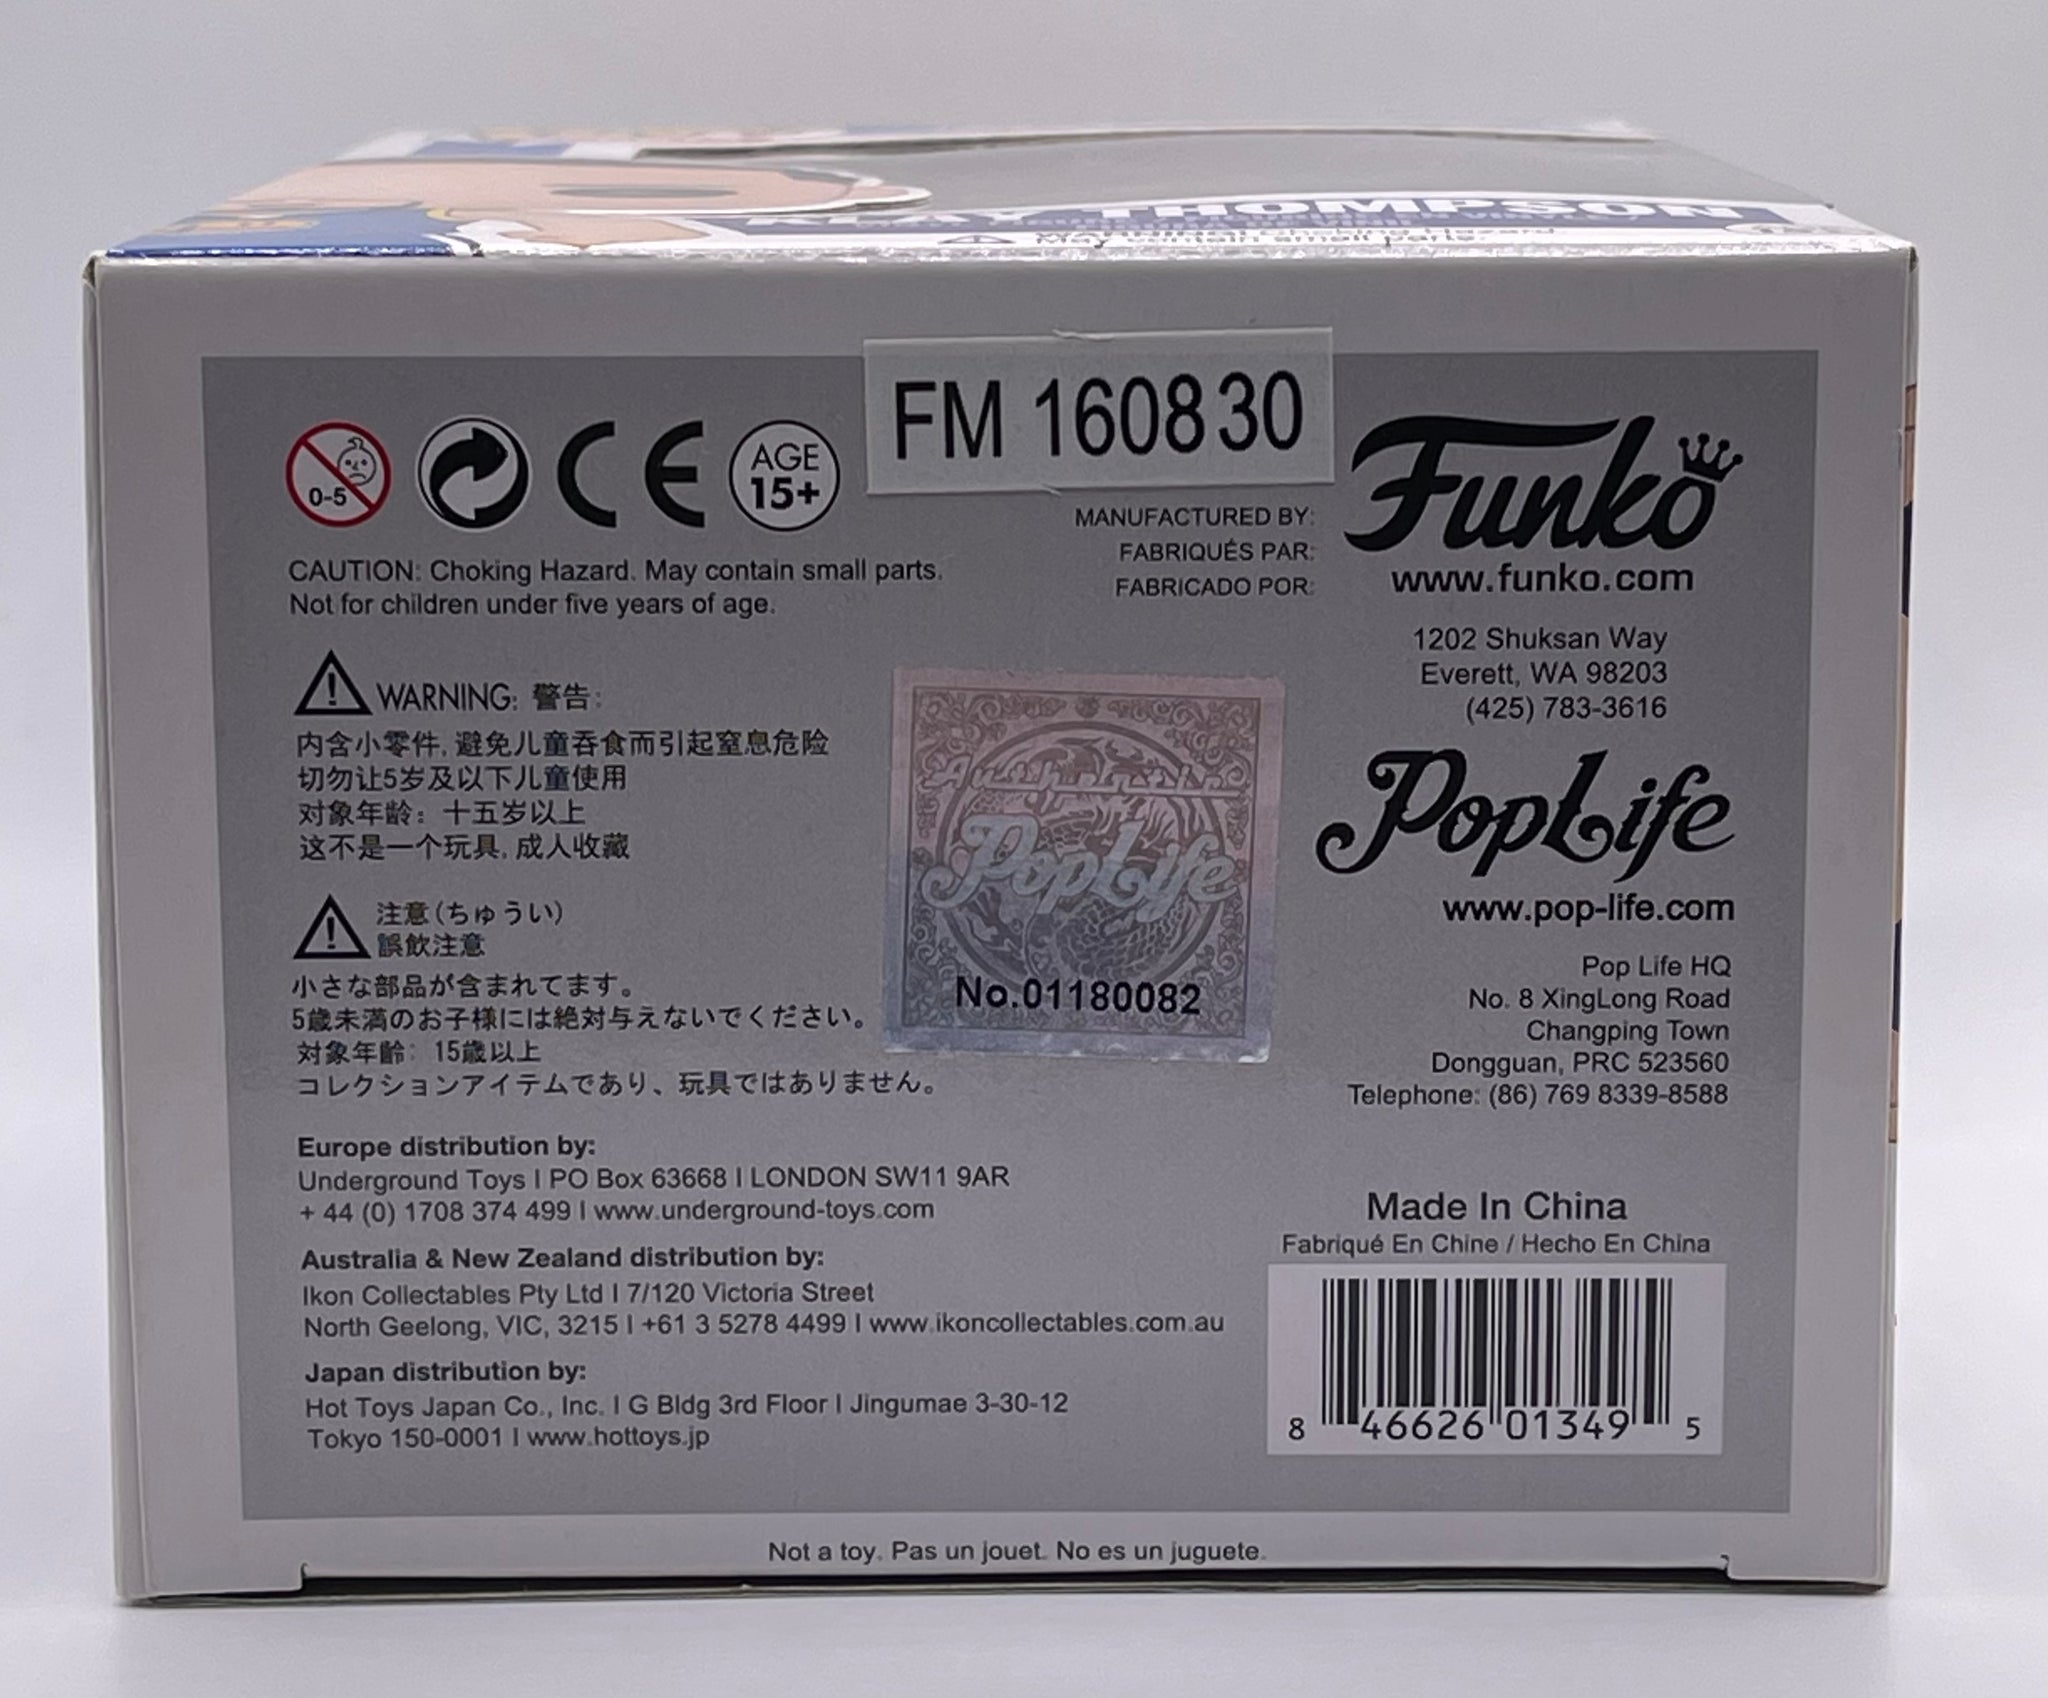 KLAY THOMPSON
May contain small parts.
FM 160830
0-5
CE
AGE
15+
CAUTION: Choking Hazard. May contain small parts.
Not for children under five years of age.
WARNING: 警告:
内含小零件, 避免儿童吞食而引起窒息危险
切勿让5岁及以下儿童使用
对象年龄: 十五岁以上
这不是一个玩具, 成人收藏
注意(ちゅうい)
誤飲注意
小さな部品が含まれてます。
5歳未満のお子様には絶対与えないでください。
対象年齢: 15歳以上
コレクションアイテムであり、玩具ではありません。
Europe distribution by:
Underground Toys | PO Box 63668 | LONDON SW11 9AR
+ 44 (0) 1708 374 499 | www.underground-toys.com
Australia & New Zealand distribution by:
Ikon Collectables Pty Ltd | 7/120 Victoria Street
North Geelong, VIC, 3215 | +61 3 5278 4499 | www.ikoncollectables.com.au
Japan distribution by:
Hot Toys Japan Co., Inc. | G Bldg 3rd Floor | Jingumae 3-30-12
Tokyo 150-0001 | www.hottoys.jp
Authentic
PopLife
No.01180082
MANUFACTURED BY:
FABRIQUÉS PAR:
FABRICADO POR:
Funko
www.funko.com
1202 Shuksan Way
Everett, WA 98203
(425) 783-3616
PopLife
www.pop-life.com
Pop Life HQ
No. 8 XingLong Road
Changping Town
Dongguan, PRC 523560
Telephone: (86) 769 8339-8588
Made In China
Fabriqué En Chine / Hecho En China
8 46626 01349 5
Not a toy. Pas un jouet. No es un juguete.